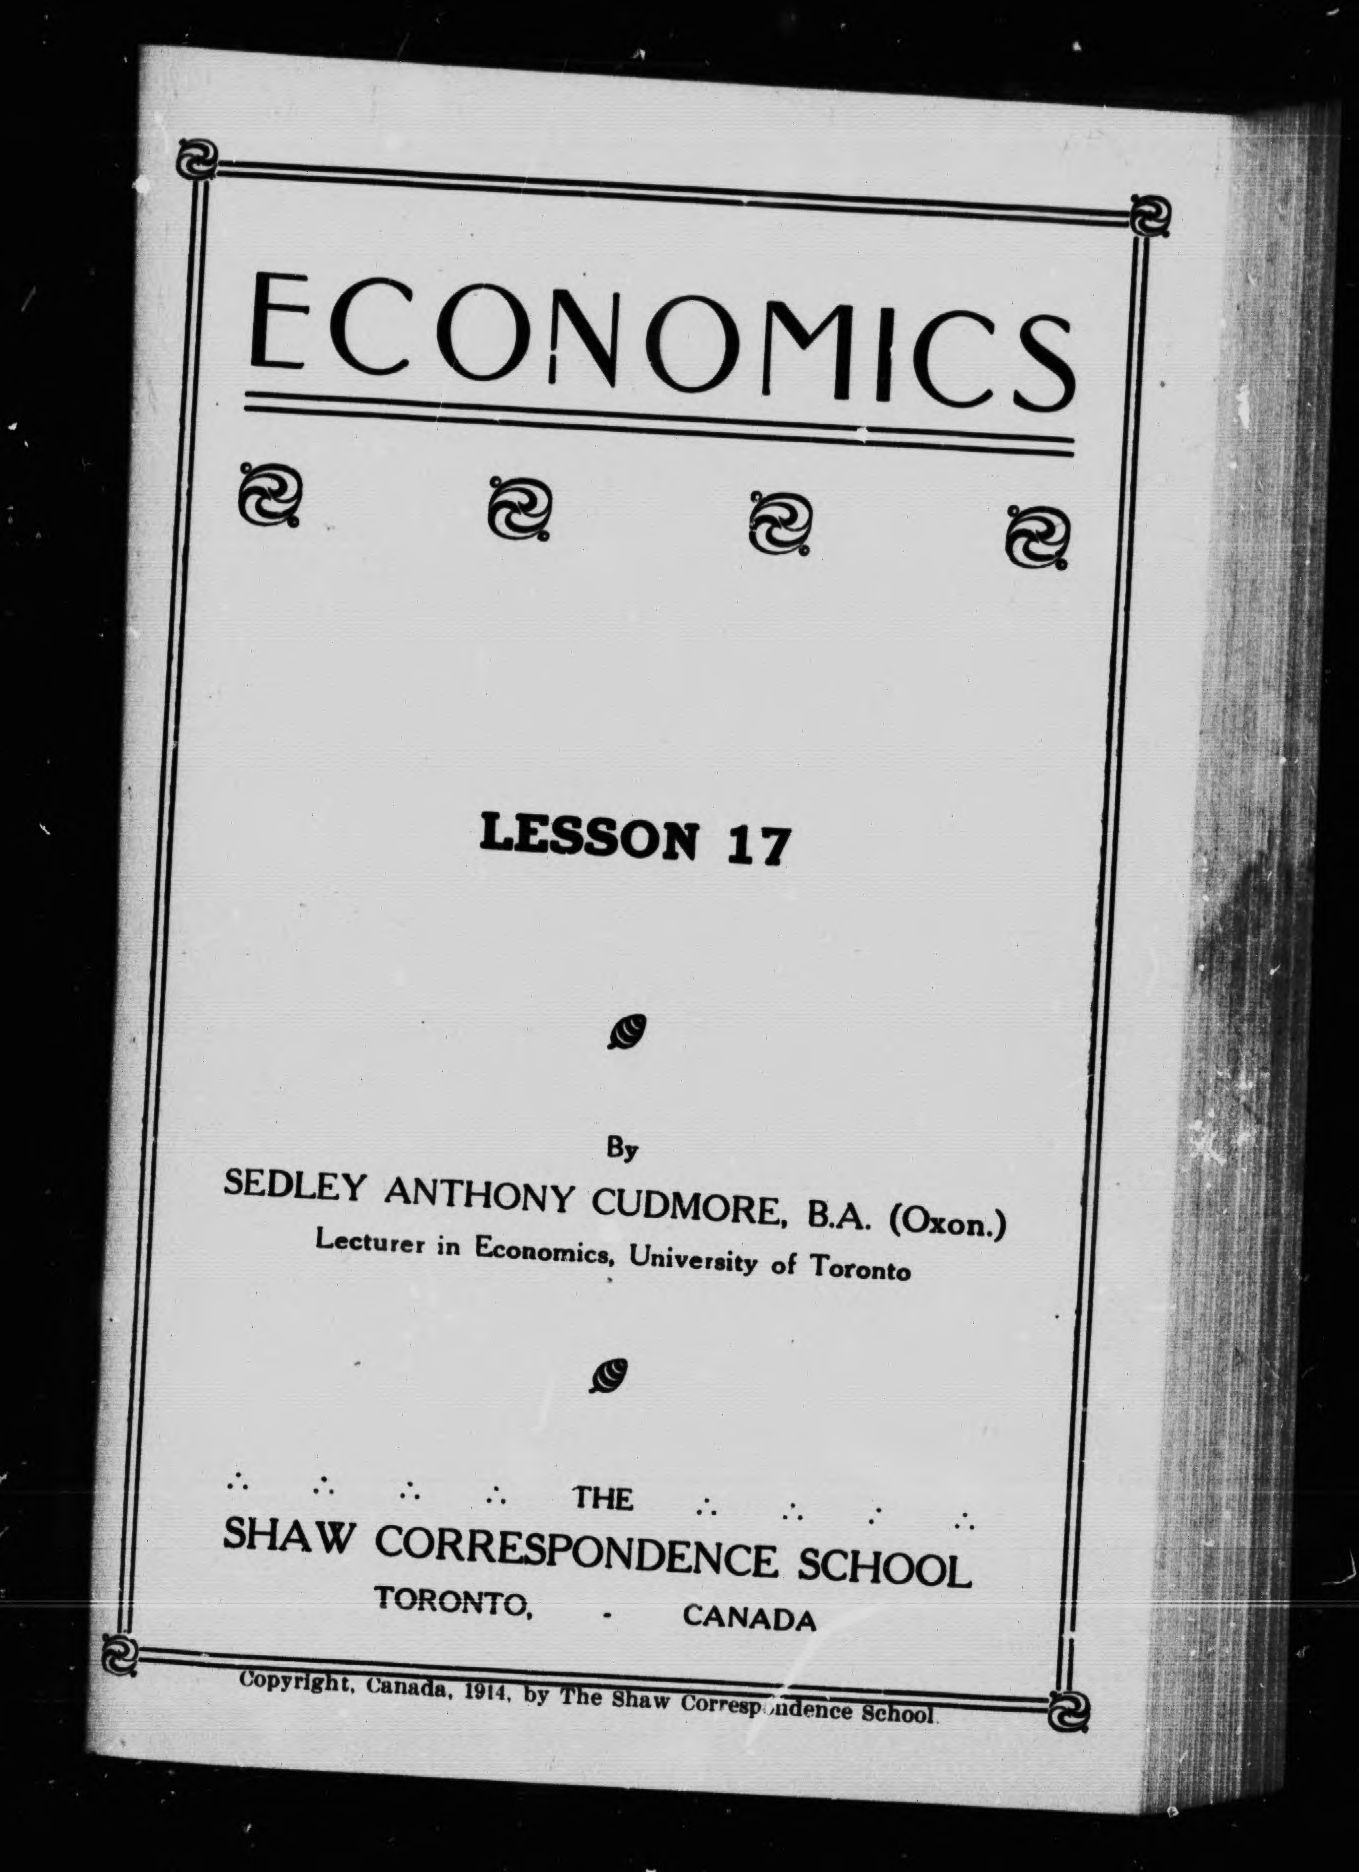 ECONOMICS
LESSON 17
By
SEDLEY ANTHONY CUDMORE, B.A. (Oxon.)
Lecturer in Economics, University of Toronto
THE
SHAW CORRESPONDENCE SCHOOL
TORONTO, - CANADA
Copyright, Canada, 1914, by The Shaw Correspondence School.